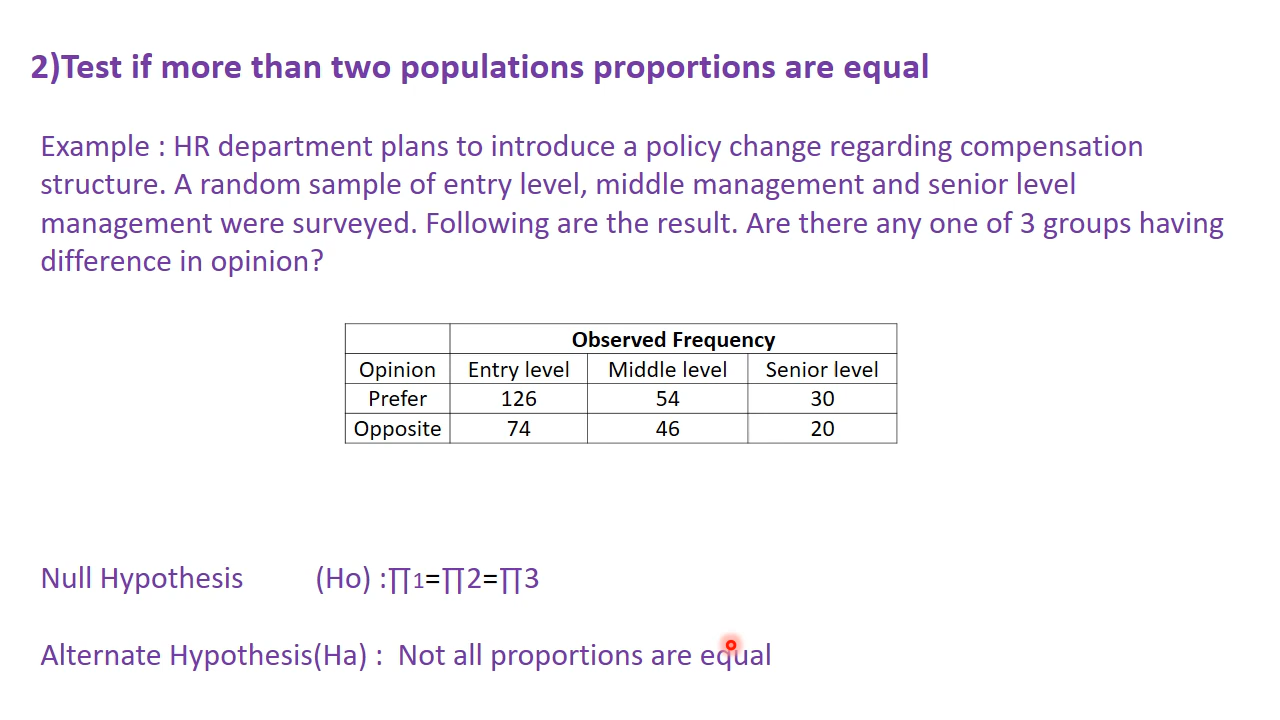 2)Test if more than two populations proportions are equal
Example : HR department plans to introduce a policy change regarding compensation
structure. A random sample of entry level, middle management and senior level
management were surveyed. Following are the result. Are there any one of 3 groups having
difference in opinion?
Observed Frequency
Opinion Entry level Middle level Senior level
Prefer 126 54 30
Opposite 74 46 20
Null Hypothesis (Ho) :∏1=∏2=∏3
Alternate Hypothesis(Ha) : Not all proportions are equal